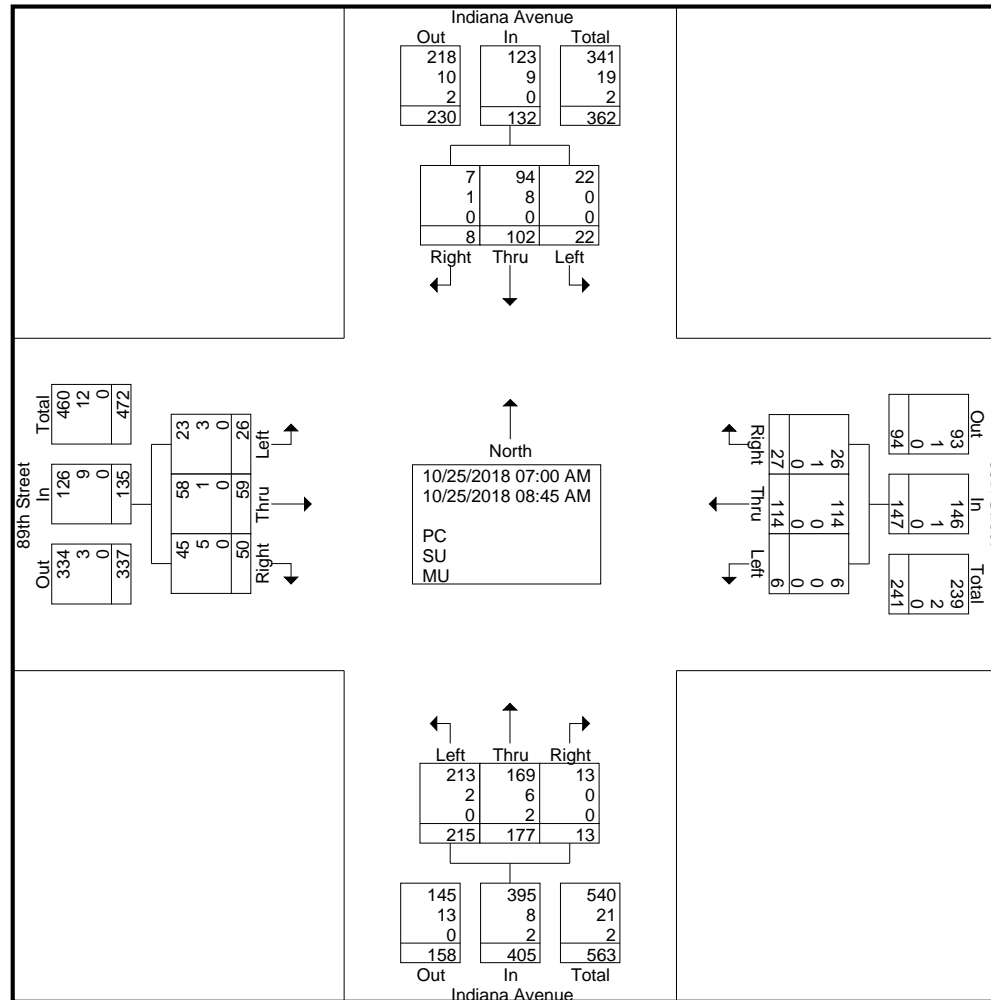 Indiana Avenue
Out In Total
218 123 341
10 9 19
2 0 2
230 132 362
7 94 22
1 8 0
0 0 0
8 102 22
Right Thru Left
89th Street
Total
460 12 0 472
In
126 9 0 135
Out
334 3 0 337
Left
23 3 0 26
Thru
58 1 0 59
Right
45 5 0 50
North
10/25/2018 07:00 AM
10/25/2018 08:45 AM
PC
SU
MU
Right
26 1 0 27
Thru
114 0 0 114
Left
6 0 0 6
Out
93 1 0 94
In
146 1 0 147
Total
239 2 0 241
Left Thru Right
213 169 13
2 6 0
0 2 0
215 177 13
145 395 540
13 8 21
0 2 2
158 405 563
Out In Total
Indiana Avenue